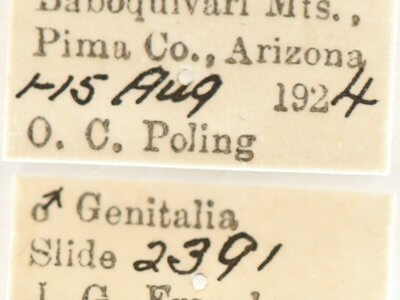 Baboquivari Mts.,
Pima Co., Arizona
1-15 Aug 1924
O. C. Poling
♂ Genitalia
Slide 2391